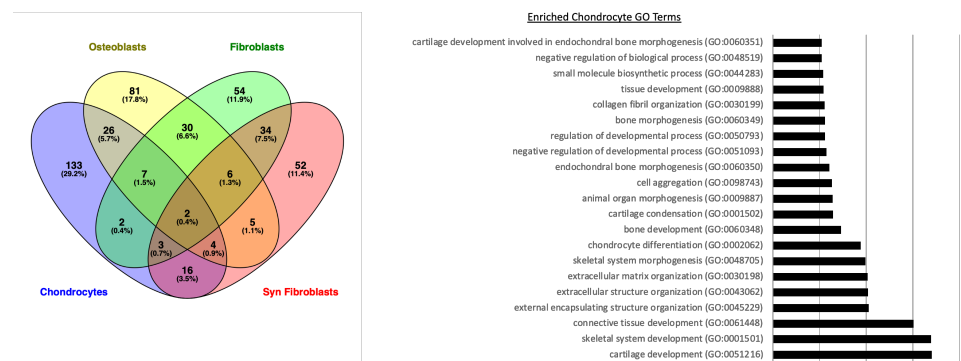 Osteoblasts
Fibroblasts
81
(17.8%)
54
(11.9%)
26
(5.7%)
30
(6.6%)
34
(7.5%)
133
(29.2%)
7
(1.5%)
6
(1.3%)
52
(11.4%)
2
(0.4%)
2
(0.4%)
5
(1.1%)
3
(0.7%)
4
(0.9%)
16
(3.5%)
Chondrocytes
Syn Fibroblasts
Enriched Chondrocyte GO Terms
cartilage development involved in endochondral bone morphogenesis (GO:0060351)
negative regulation of biological process (GO:0048519)
small molecule biosynthetic process (GO:0044283)
tissue development (GO:0009888)
collagen fibril organization (GO:0030199)
bone morphogenesis (GO:0060349)
regulation of developmental process (GO:0050793)
negative regulation of developmental process (GO:0051093)
endochondral bone morphogenesis (GO:0060350)
cell aggregation (GO:0098743)
animal organ morphogenesis (GO:0009887)
cartilage condensation (GO:0001502)
bone development (GO:0060348)
chondrocyte differentiation (GO:0002062)
skeletal system morphogenesis (GO:0048705)
extracellular matrix organization (GO:0030198)
extracellular structure organization (GO:0043062)
external encapsulating structure organization (GO:0045229)
connective tissue development (GO:0061448)
skeletal system development (GO:0001501)
cartilage development (GO:0051216)